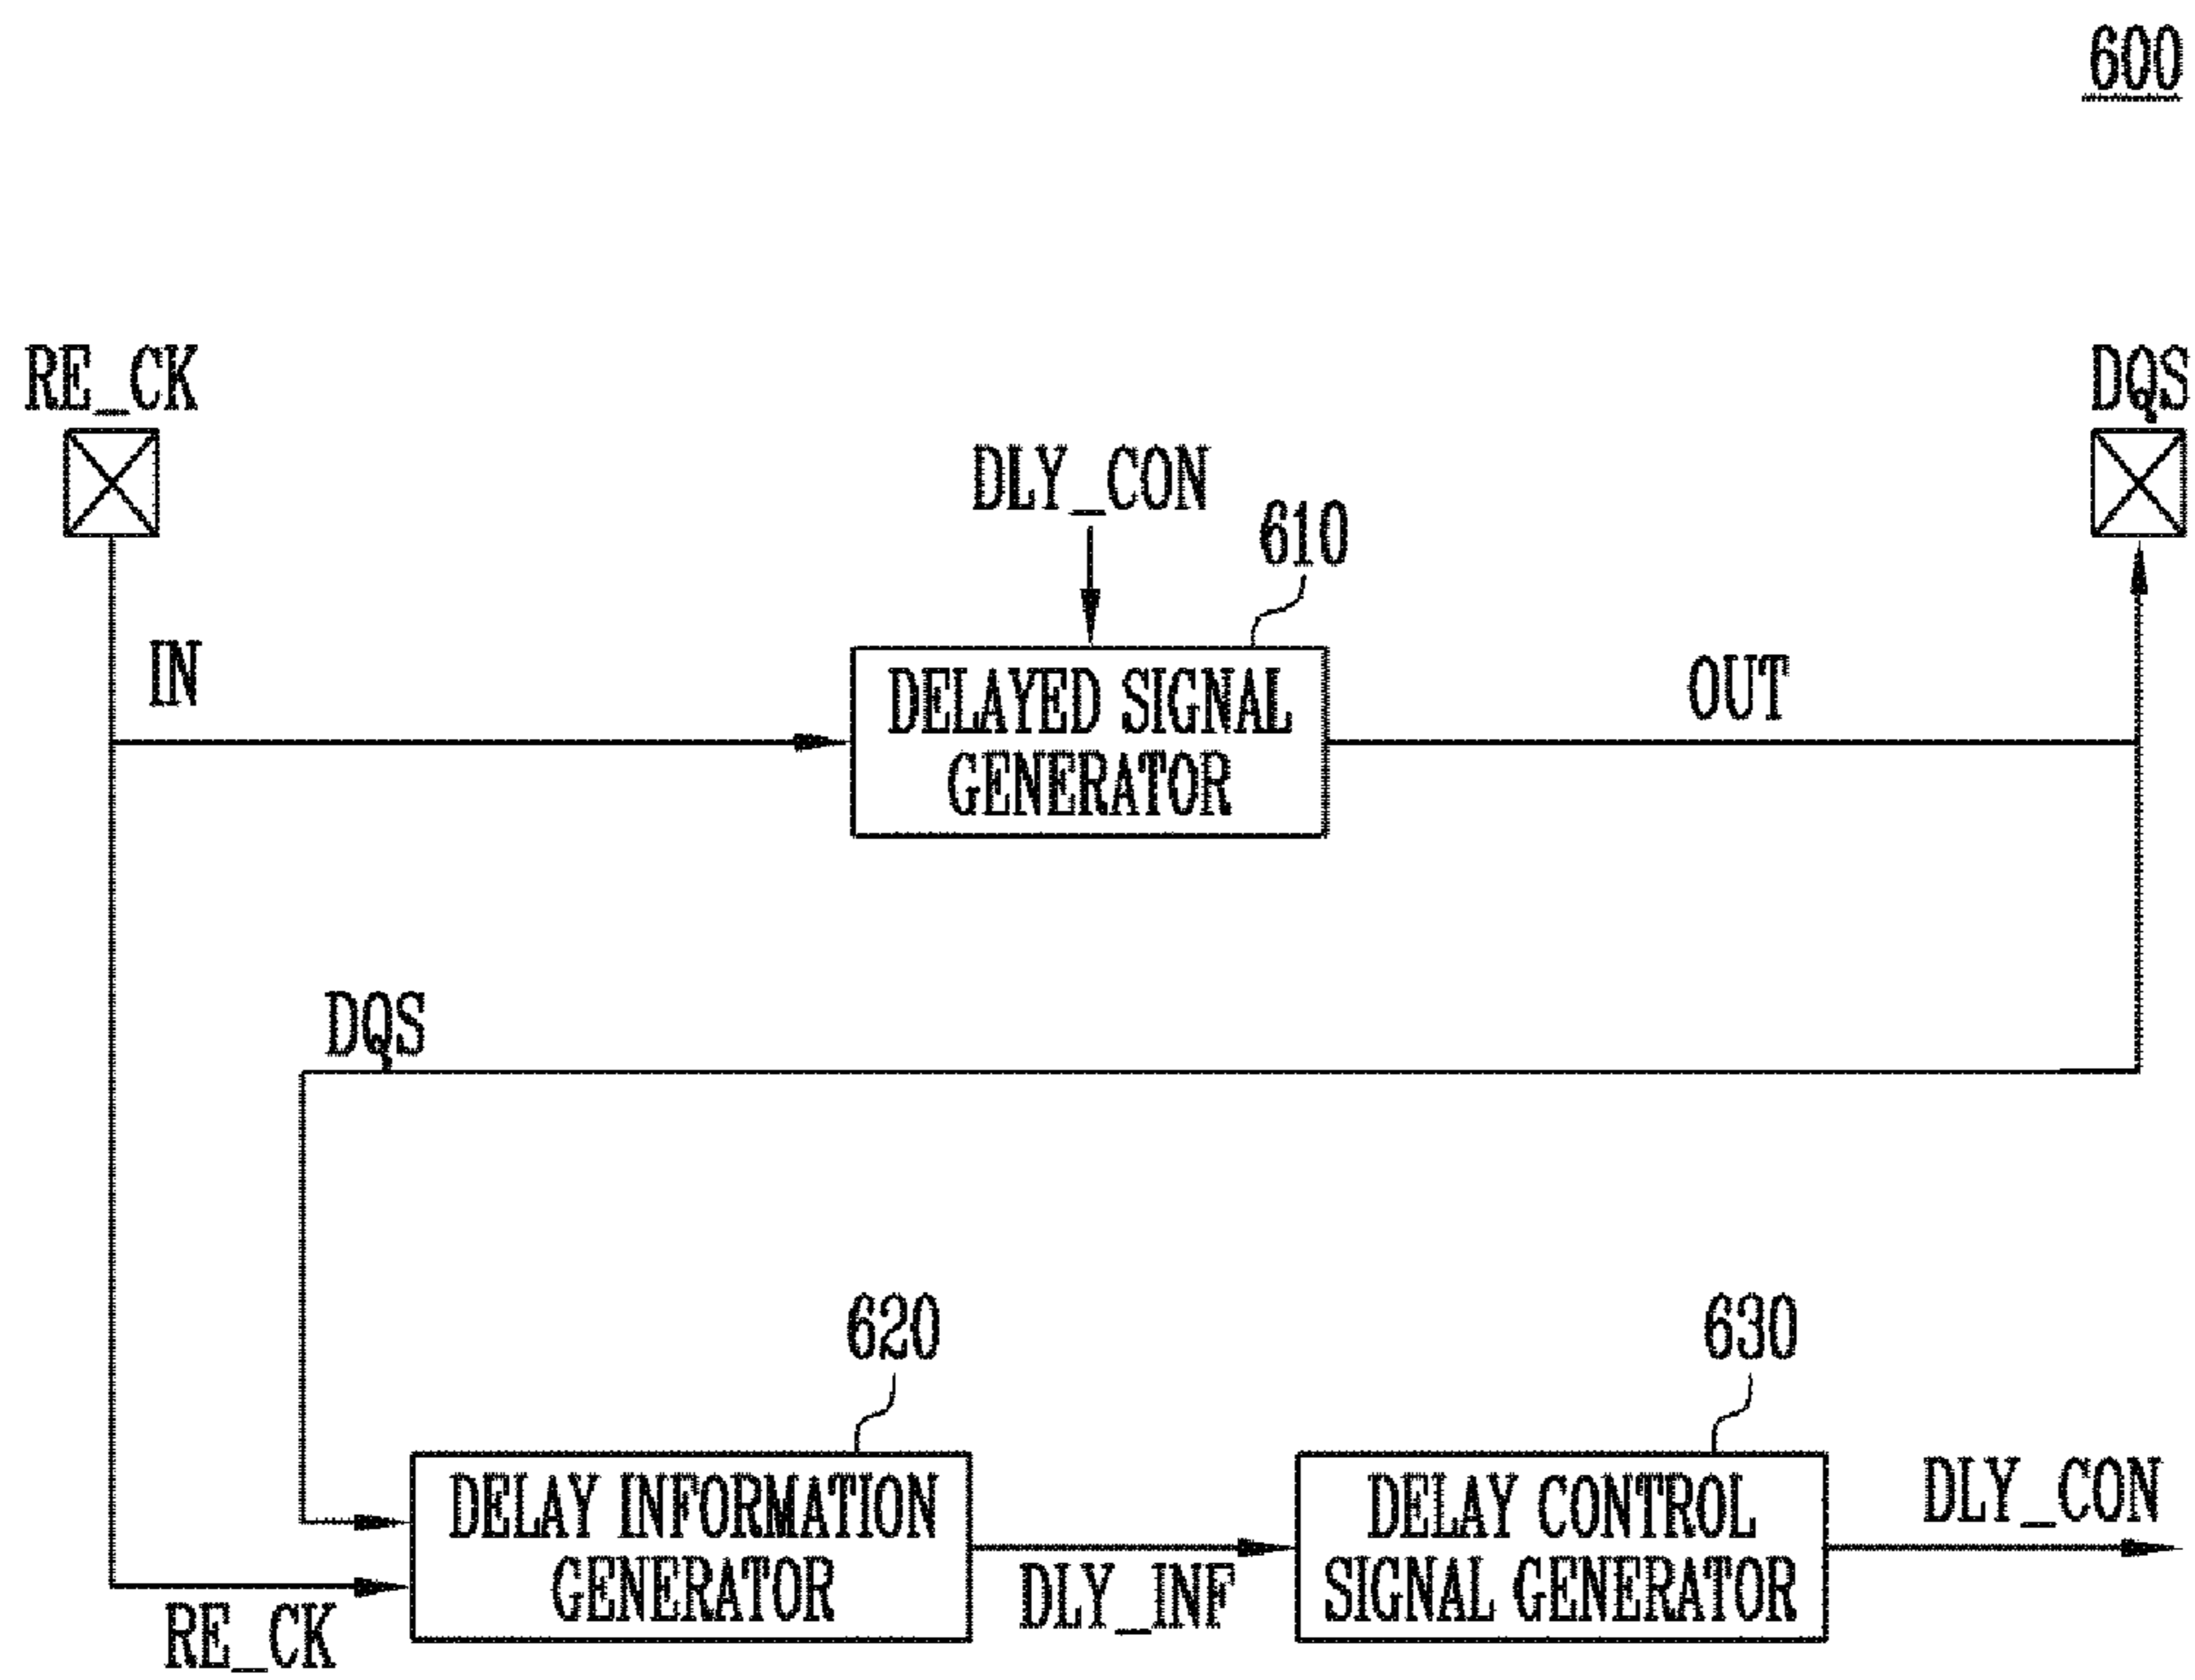 600
RE_CK
DQS
DLY_CON
610
IN
DELAYED SIGNAL
GENERATOR
OUT
DQS
620
630
DELAY INFORMATION
GENERATOR
DELAY CONTROL
SIGNAL GENERATOR
DLY_CON
DLY_INF
RE_CK